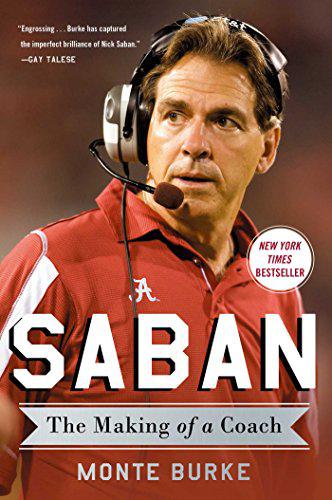 "Engrossing . . . Burke has captured
the imperfect brilliance of Nick Saban."
—GAY TALESE
at&t
A
NEW YORK
TIMES
BESTSELLER
SABAN
The Making of a Coach
MONTE BURKE